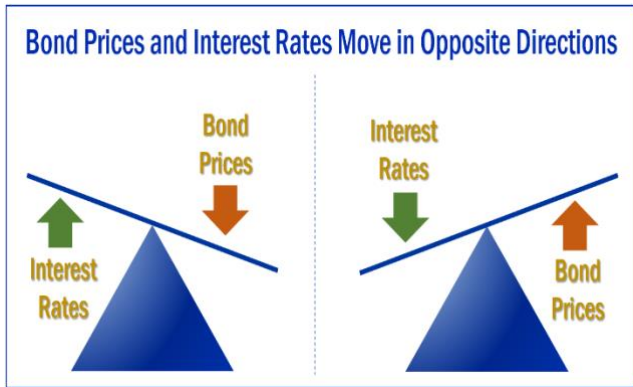 Bond Prices and Interest Rates Move in Opposite Directions
Bond
Prices
Interest
Rates
Interest
Rates
Bond
Prices